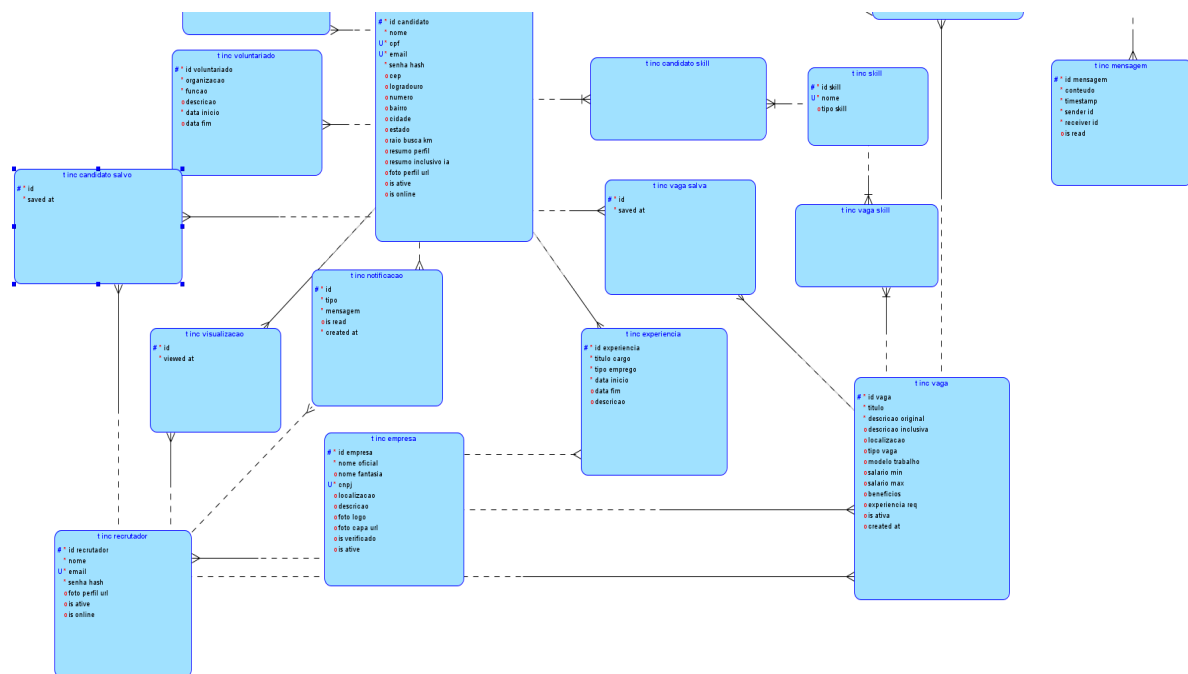 # * id candidato
* nome
U * cpf
U * email
* senha hash
o cep
o logradouro
o numero
o bairro
o cidade
o estado
o raio busca km
o resumo perfil
o resumo inclusivo ia
o foto perfil url
o is ative
o is online
t inc voluntariado
# * id voluntariado
* organizacao
* funcao
o descricao
* data inicio
o data fim
t inc candidato skill
t inc skill
# * id skill
U * nome
o tipo skill
t inc mensagem
# * id mensagem
* conteudo
* timestamp
* sender id
* receiver id
o is read
t inc candidato salvo
# * id
* saved at
t inc vaga salva
# * id
* saved at
t inc vaga skill
t inc notificacao
# * id
* tipo
* mensagem
o is read
* created at
t inc visualizacao
# * id
* viewed at
t inc experiencia
# * id experiencia
* titulo cargo
* tipo emprego
* data inicio
o data fim
o descricao
t inc vaga
# * id vaga
* titulo
* descricao original
o descricao inclusiva
o localizacao
o tipo vaga
o modelo trabalho
o salario min
o salario max
o beneficios
o experiencia req
o is ativa
o created at
t inc empresa
# * id empresa
* nome oficial
o nome fantasia
U * cnpj
o localizacao
o descricao
o foto logo
o foto capa url
o is verificado
o is ative
t inc recrutador
# * id recrutador
* nome
U * email
* senha hash
o foto perfil url
o is ative
o is online